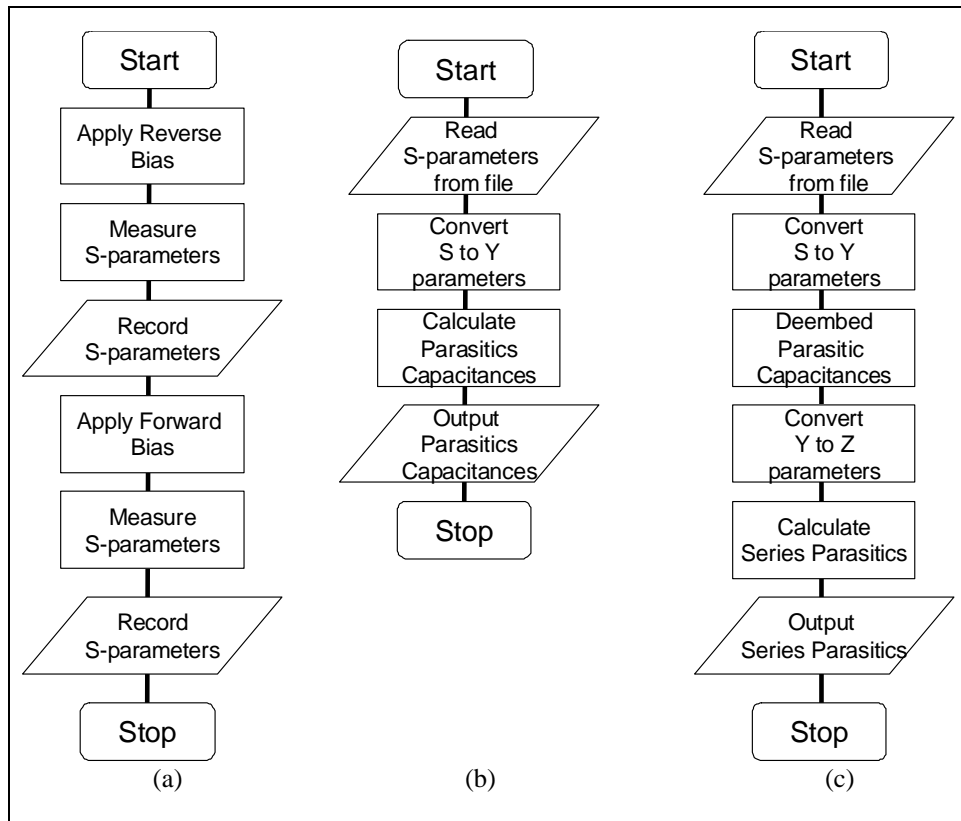 Start
Apply Reverse
Bias
Measure
S-parameters
Record
S-parameters
Apply Forward
Bias
Measure
S-parameters
Record
S-parameters
Stop
(a)
Start
Read
S-parameters
from file
Convert
S to Y
parameters
Calculate
Parasitics
Capacitances
Output
Parasitics
Capacitances
Stop
(b)
Start
Read
S-parameters
from file
Convert
S to Y
parameters
Deembed
Parasitic
Capacitances
Convert
Y to Z
parameters
Calculate
Series Parasitics
Output
Series Parasitics
Stop
(c)